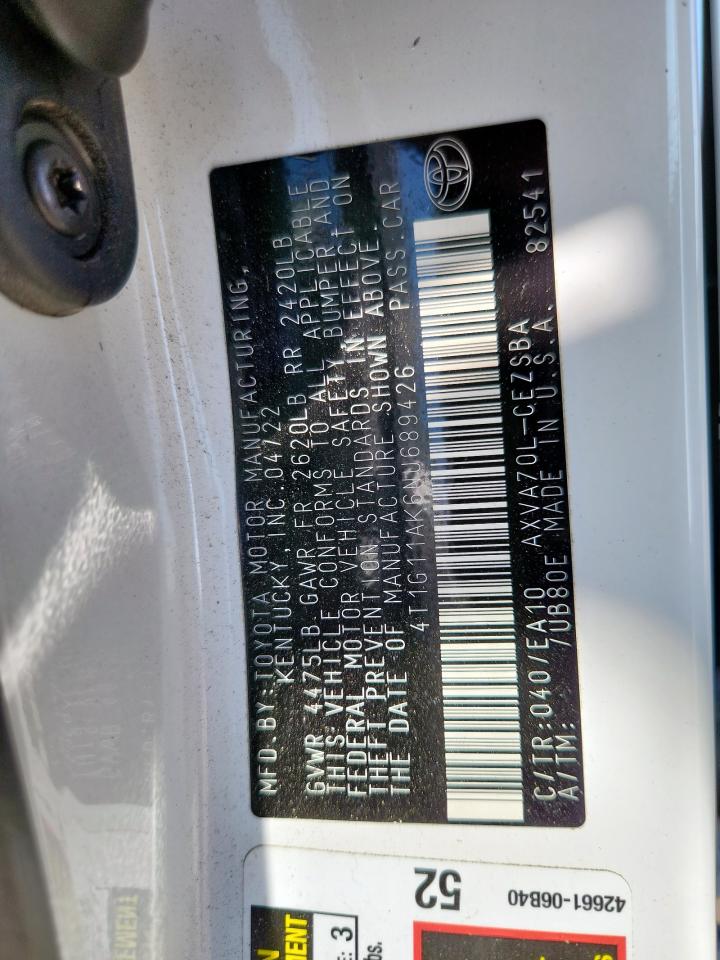 MFD BY:TOYOTA MOTOR MANUFACTURING,
KENTUCKY, INC 04/22
GVWR 4475LB GAWR FR 2620LB RR 2420LB
THIS VEHICLE CONFORMS TO ALL APPLICABLE
FEDERAL MOTOR VEHICLE SAFETY, BUMPER, AND
THEFT PREVENTION STANDARDS IN EFFECT ON
THE DATE OF MANUFACTURE SHOWN ABOVE.
4T1G11AK6NU689426 PASS.CAR
C/TR:040/EA10 AXVA70L-CEZSBA
A/TM: /UB80E MADE IN U.S.A. 82541
52
42661-06B40
3